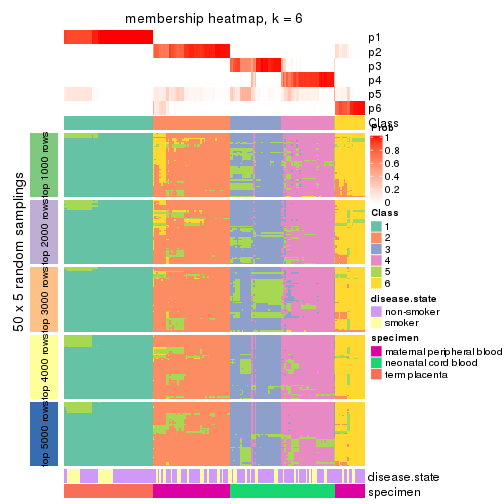 membership heatmap, k = 6
p1
p2
p3
p4
p5
p6
Class
Prob
1
0.8
0.6
0.4
0.2
0
Class
1
2
3
4
5
6
disease.state
non-smoker
smoker
specimen
maternal peripheral blood
neonatal cord blood
term placenta
50 x 5 random samplings
top 1000 rows
top 2000 rows
top 3000 rows
top 4000 rows
top 5000 rows
disease.state
specimen